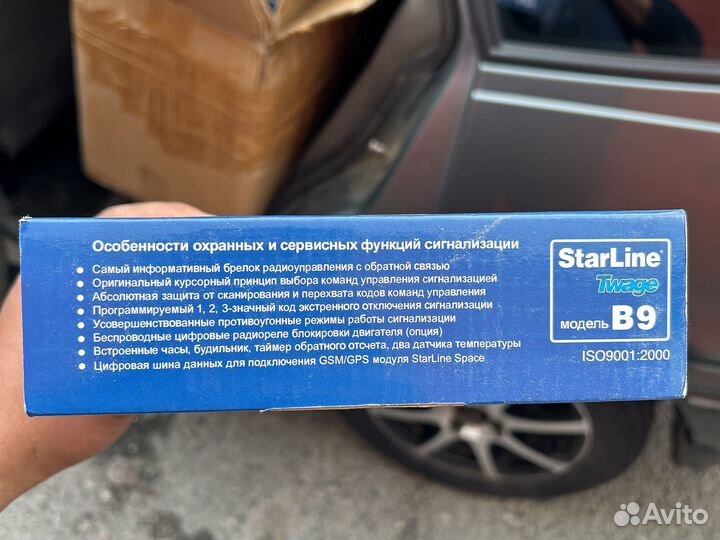 Особенности охранных и сервисных функций сигнализации
Самый информативный брелок радиоуправления с обратной связью
Оригинальный курсорный принцип выбора команд управления сигнализацией
Абсолютная защита от сканирования и перехвата кодов команд управления
Программируемый 1, 2, 3-значный код экстренного отключения сигнализации
Усовершенствованные противоугонные режимы работы сигнализации
Беспроводные цифровые радиореле блокировки двигателя (опция)
Встроенные часы, будильник, таймер обратного отсчета, два датчика температуры
Цифровая шина данных для подключения GSM/GPS модуля StarLine Space
StarLine®
Twage
модель B9
ISO9001:2000
Avito